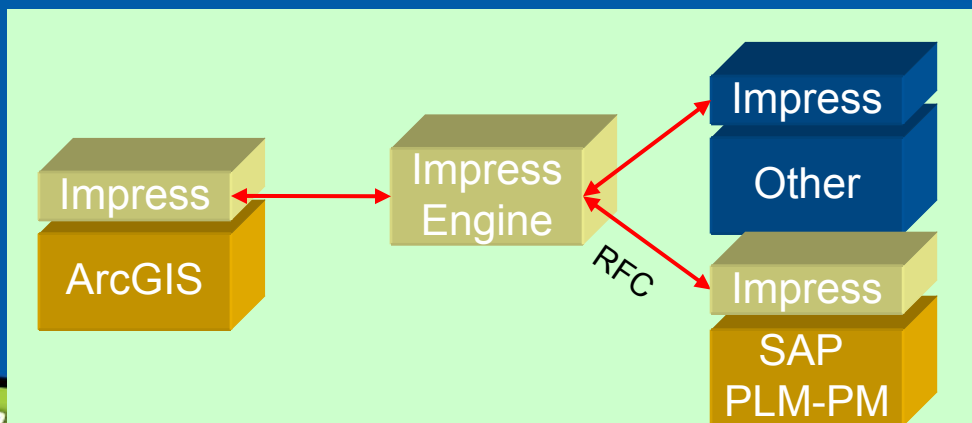 Impress
ArcGIS
Impress
Engine
RFC
Impress
Other
Impress
SAP
PLM-PM